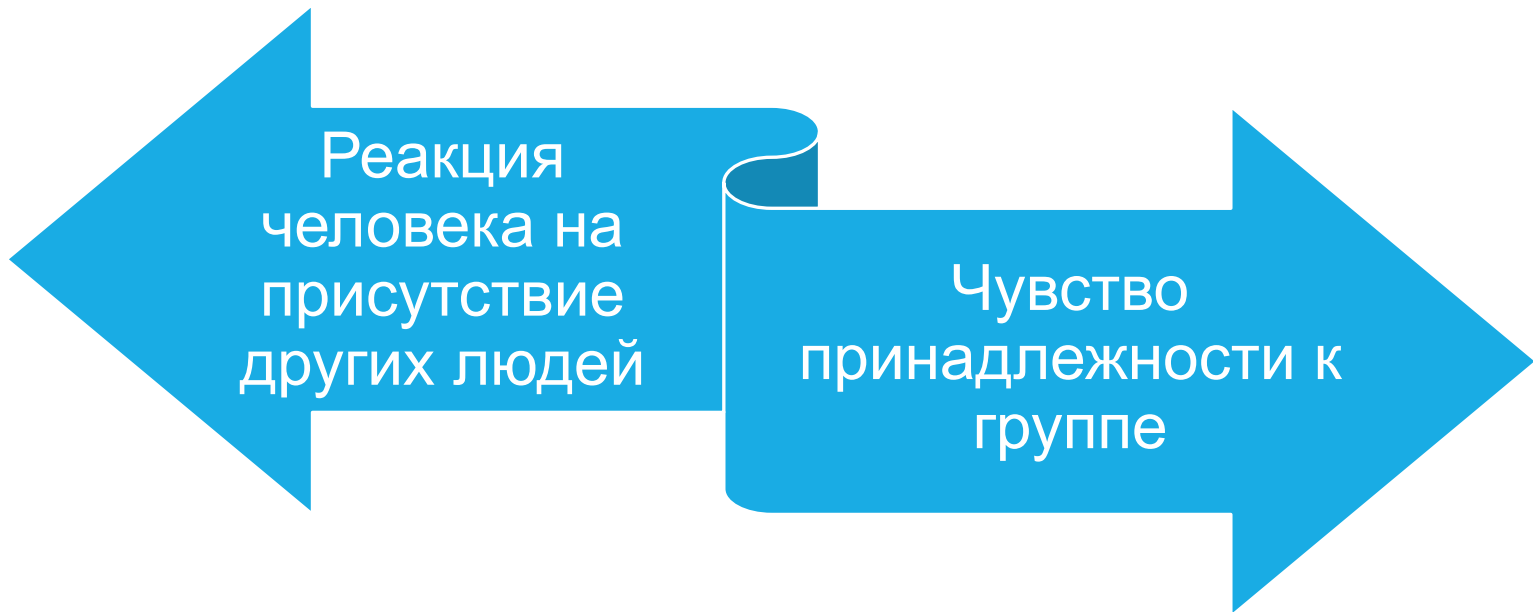 Реакция
человека на
присутствие
других людей
Чувство
принадлежности к
группе